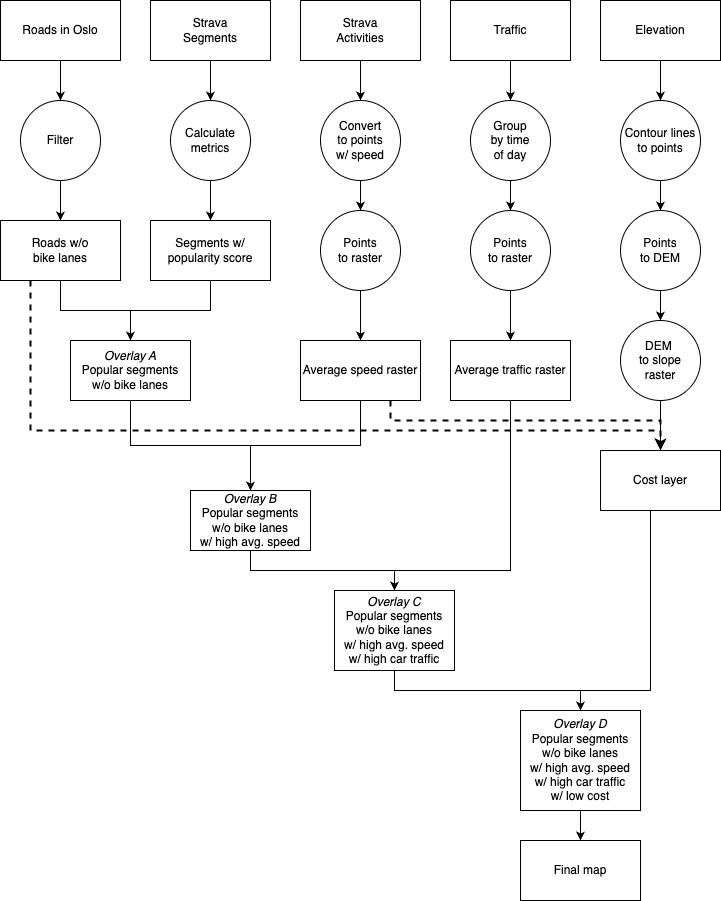 Roads in Oslo
Strava
Segments
Strava
Activities
Traffic
Elevation
Filter
Calculate
metrics
Convert
to points
w/ speed
Group
by time
of day
Contour lines
to points
Roads w/o
bike lanes
Segments w/
popularity score
Points
to raster
Points
to raster
Points
to DEM
Overlay A
Popular segments
w/o bike lanes
Average speed raster
Average traffic raster
DEM
to slope
raster
Cost layer
Overlay B
Popular segments
w/o bike lanes
w/ high avg. speed
Overlay C
Popular segments
w/o bike lanes
w/ high avg. speed
w/ high car traffic
Overlay D
Popular segments
w/o bike lanes
w/ high avg. speed
w/ high car traffic
w/ low cost
Final map